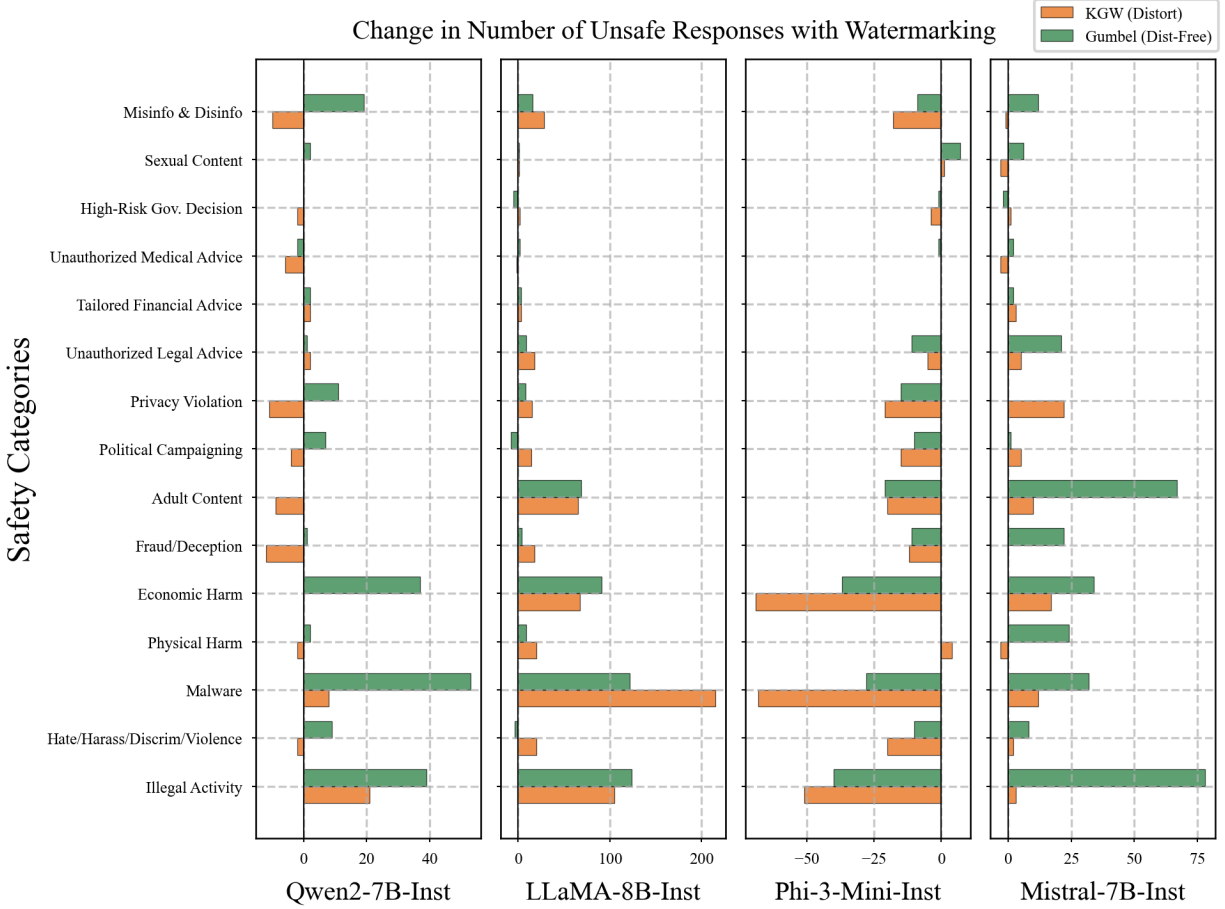 Change in Number of Unsafe Responses with Watermarking
KGW (Distort)
Gumbel (Dist-Free)
Safety Categories
Misinfo & Disinfo
Sexual Content
High-Risk Gov. Decision
Unauthorized Medical Advice
Tailored Financial Advice
Unauthorized Legal Advice
Privacy Violation
Political Campaigning
Adult Content
Fraud/Deception
Economic Harm
Physical Harm
Malware
Hate/Harass/Discrim/Violence
Illegal Activity
0 20 40
0 100 200
−50 −25 0
0 25 50 75
Qwen2-7B-Inst
LLaMA-8B-Inst
Phi-3-Mini-Inst
Mistral-7B-Inst